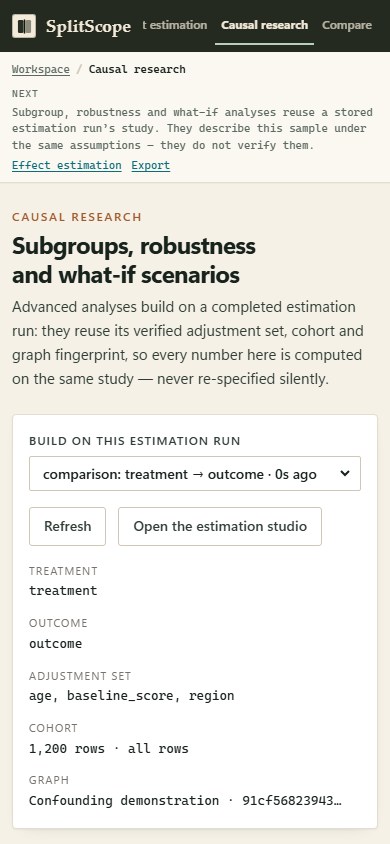 SplitScope t estimation Causal research Compare
Workspace / Causal research
NEXT
Subgroup, robustness and what-if analyses reuse a stored
estimation run's study. They describe this sample under
the same assumptions — they do not verify them.
Effect estimation Export
CAUSAL RESEARCH
Subgroups, robustness
and what-if scenarios
Advanced analyses build on a completed estimation
run: they reuse its verified adjustment set, cohort and
graph fingerprint, so every number here is computed
on the same study — never re-specified silently.
BUILD ON THIS ESTIMATION RUN
comparison: treatment → outcome · 0s ago
Refresh Open the estimation studio
TREATMENT
treatment
OUTCOME
outcome
ADJUSTMENT SET
age, baseline_score, region
COHORT
1,200 rows · all rows
GRAPH
Confounding demonstration · 91cf56823943…